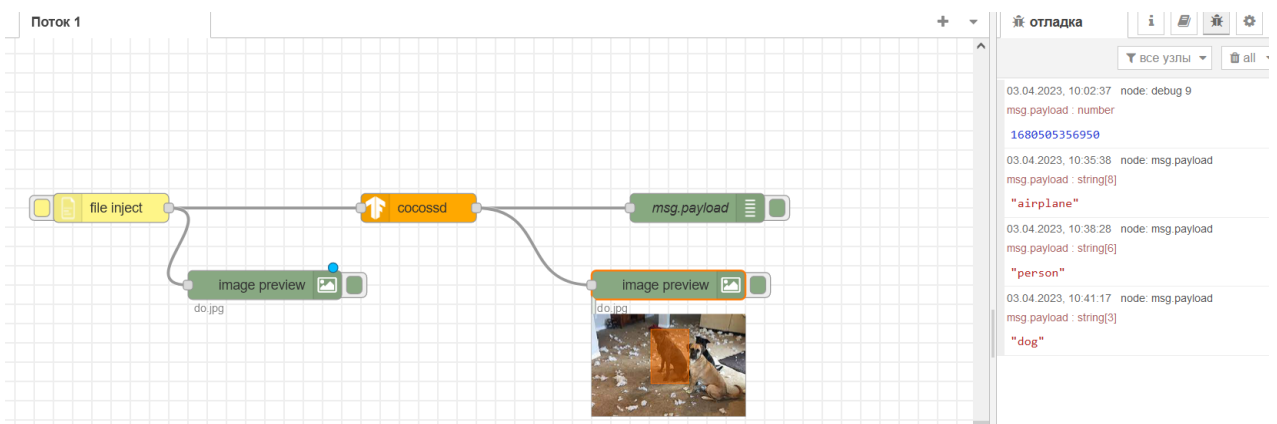 Поток 1
отладка
все узлы
all
03.04.2023, 10:02:37 node: debug 9
msg.payload : number
1680505356950
03.04.2023, 10:35:38 node: msg.payload
msg.payload : string[8]
"airplane"
03.04.2023, 10:38:28 node: msg.payload
msg.payload : string[6]
"person"
03.04.2023, 10:41:17 node: msg.payload
msg.payload : string[3]
"dog"
file inject
cocossd
msg.payload
image preview
do.jpg
image preview
do.jpg